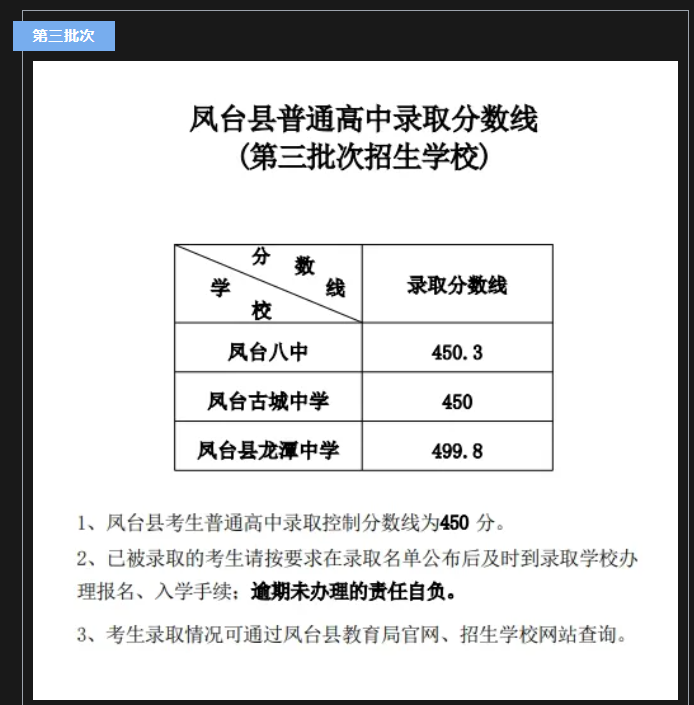 第三批次
凤台县普通高中录取分数线
(第三批次招生学校)
分数线
学校
录取分数线
凤台八中 450.3
凤台古城中学 450
凤台县龙潭中学 499.8
1、凤台县考生普通高中录取控制分数线为450 分。
2、已被录取的考生请按要求在录取名单公布后及时到录取学校办
理报名、入学手续；逾期未办理的责任自负。
3、考生录取情况可通过凤台县教育局官网、招生学校网站查询。